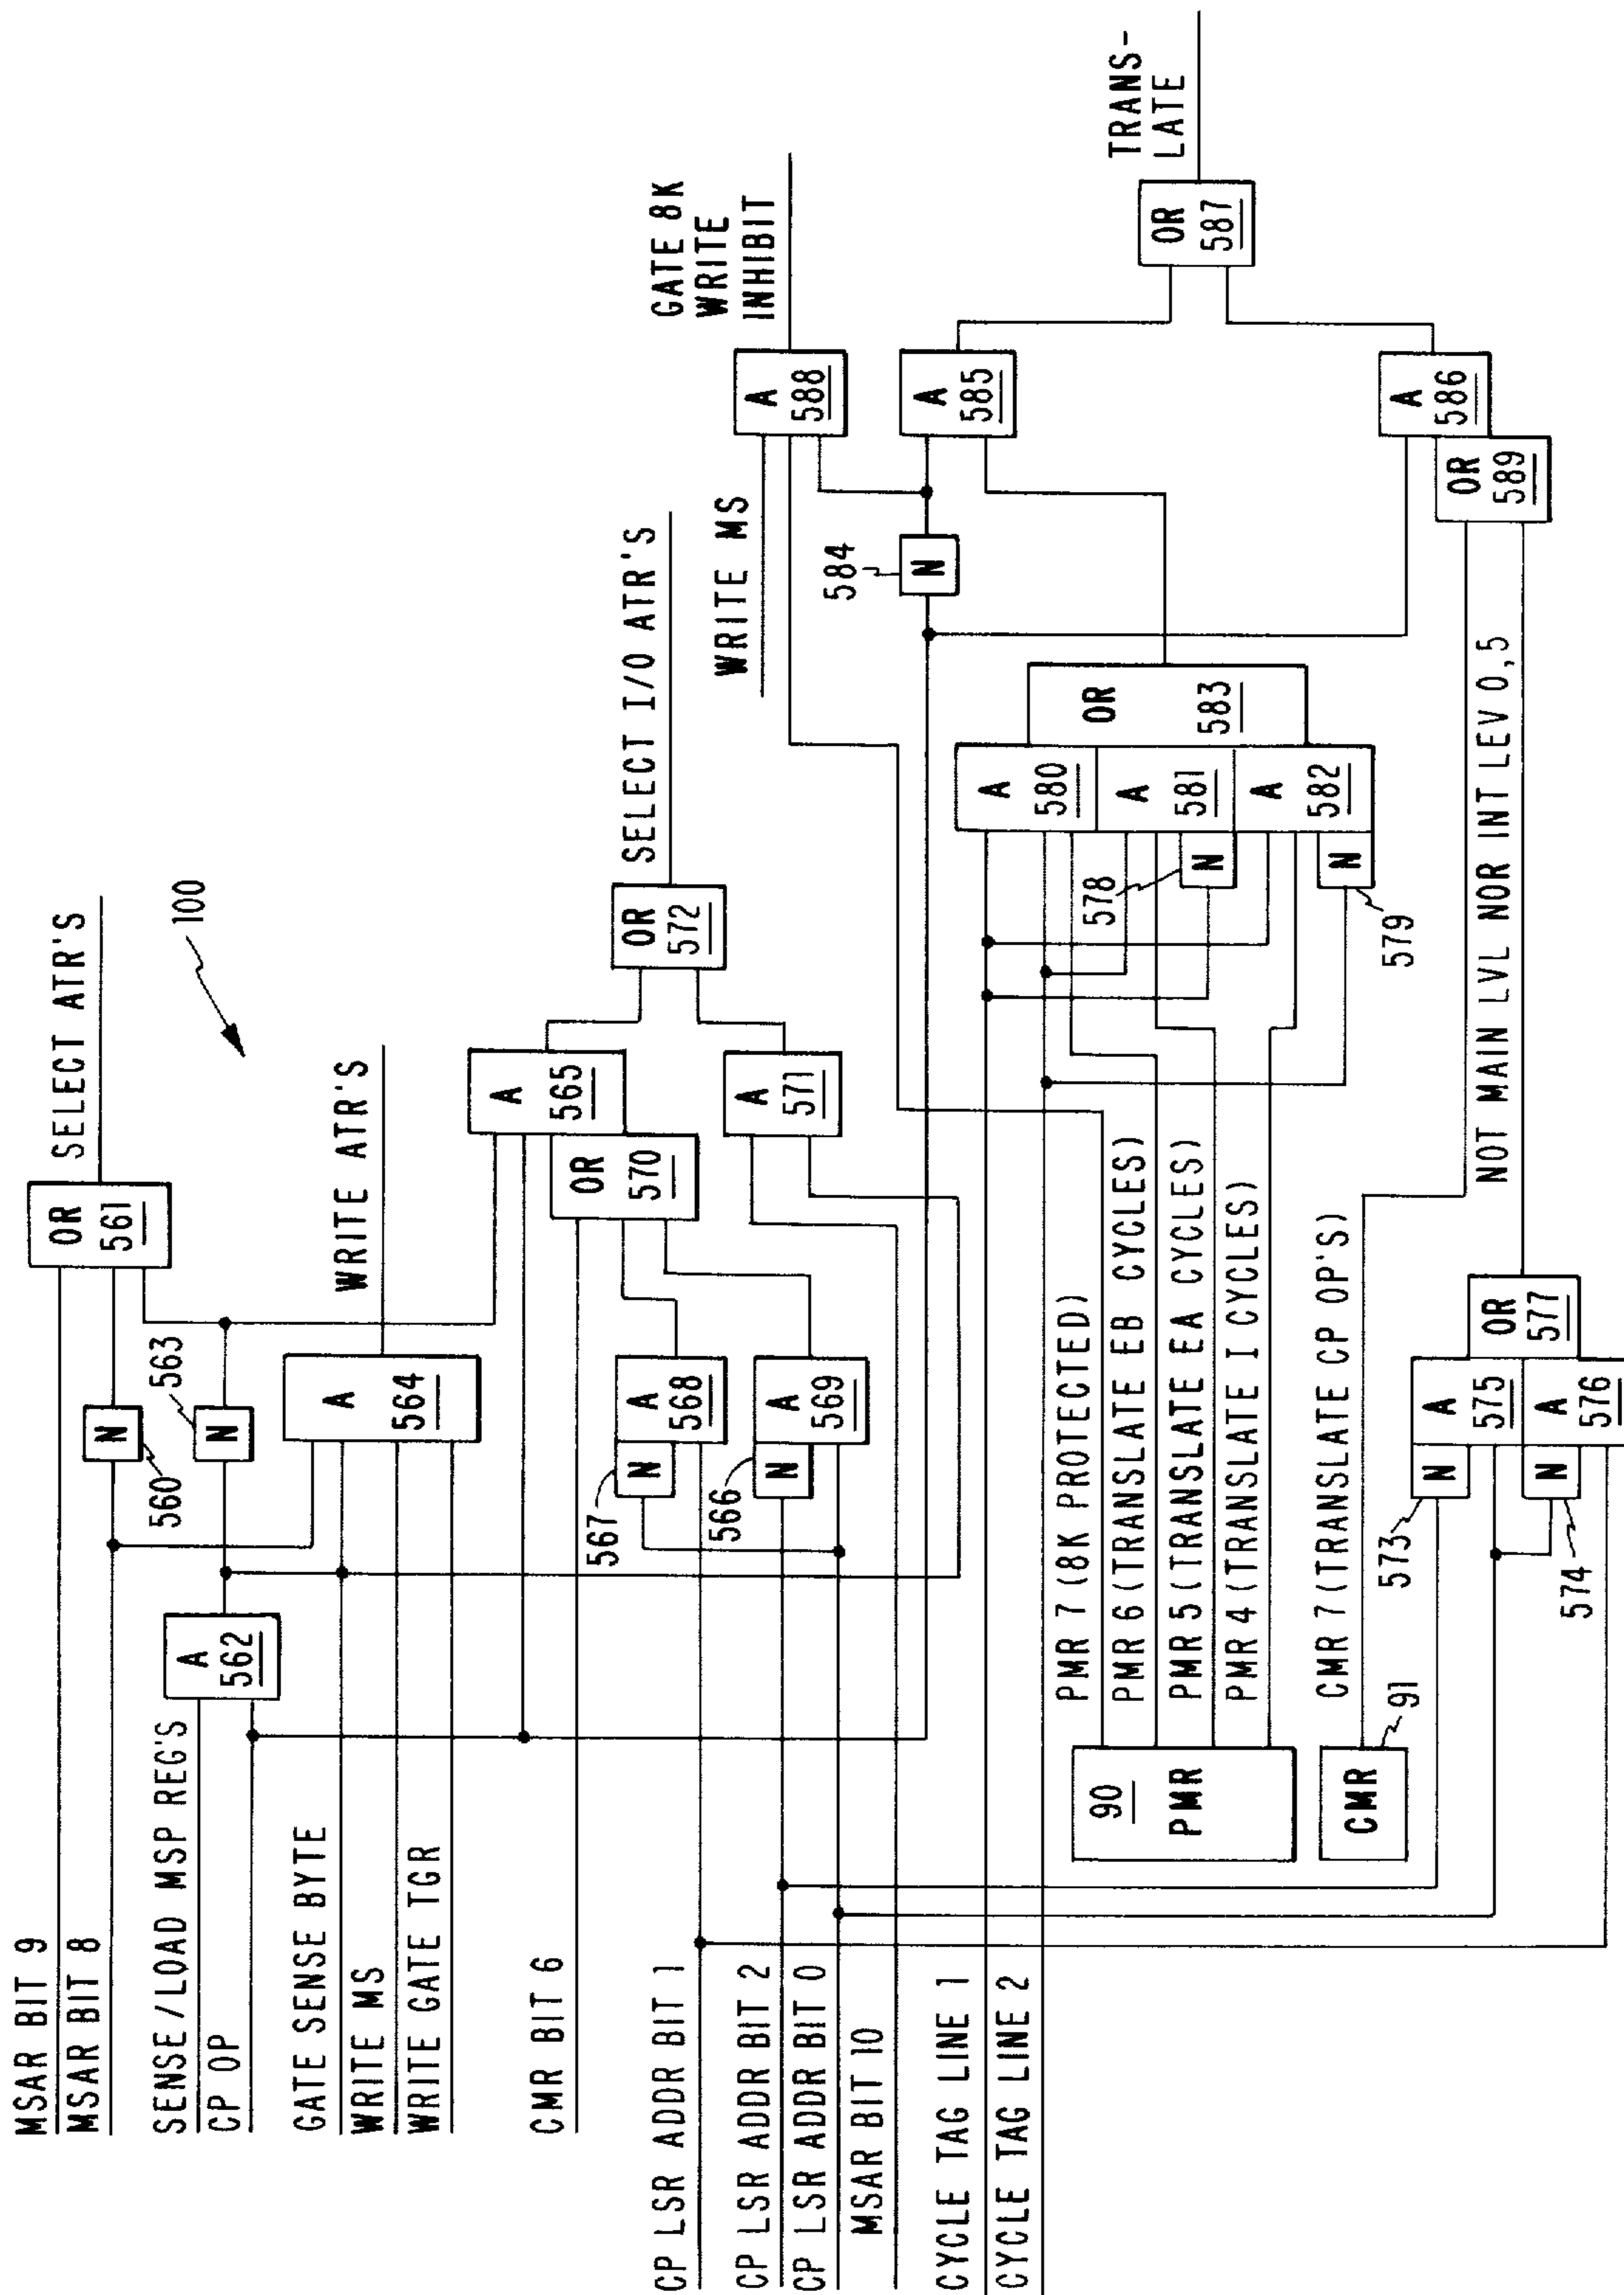 MSAR BIT 9
MSAR BIT 8
SENSE/LOAD MSP REG'S
CP OP
GATE SENSE BYTE
WRITE MS
WRITE GATE TGR
CMR BIT 6
CP LSR ADDR BIT 1
CP LSR ADDR BIT 2
CP LSR ADDR BIT 0
MSAR BIT 10
CYCLE TAG LINE 1
CYCLE TAG LINE 2
A
562
N
560
N
563
OR
561
SELECT ATR'S
100
A
564
WRITE ATR'S
N
567
A
568
N
566
A
569
OR
570
A
565
A
571
OR
572
SELECT I/O ATR'S
90
PMR
PMR 7 (8K PROTECTED)
PMR 6 (TRANSLATE EB CYCLES)
PMR 5 (TRANSLATE EA CYCLES)
PMR 4 (TRANSLATE I CYCLES)
CMR
91
CMR 7 (TRANSLATE CP OP'S)
N
573
A
575
N
574
A
576
OR
577
NOT MAIN LVL NOR INT LEV 0,5
A
580
A
581
A
582
N
578
N
579
OR
583
N
584
WRITE MS
A
588
GATE 8K
WRITE
INHIBIT
A
585
A
586
OR
589
OR
587
TRANS-
LATE